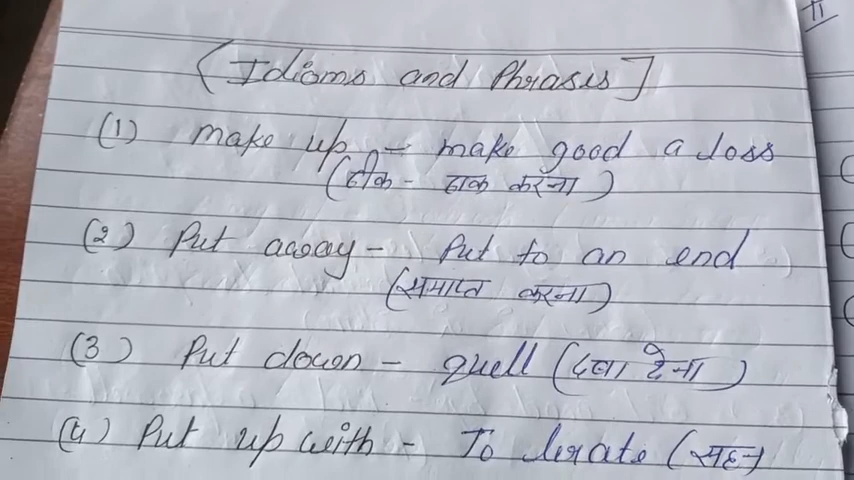 (Idioms and Phrases]
(1) make up - make good a loss
(ठीक - ठाक करना)
(2) Put away - Put to an end
(समाप्त करना)
(3) Put down - quell (दबा देना)
(4) Put up with - To lerate (सहन